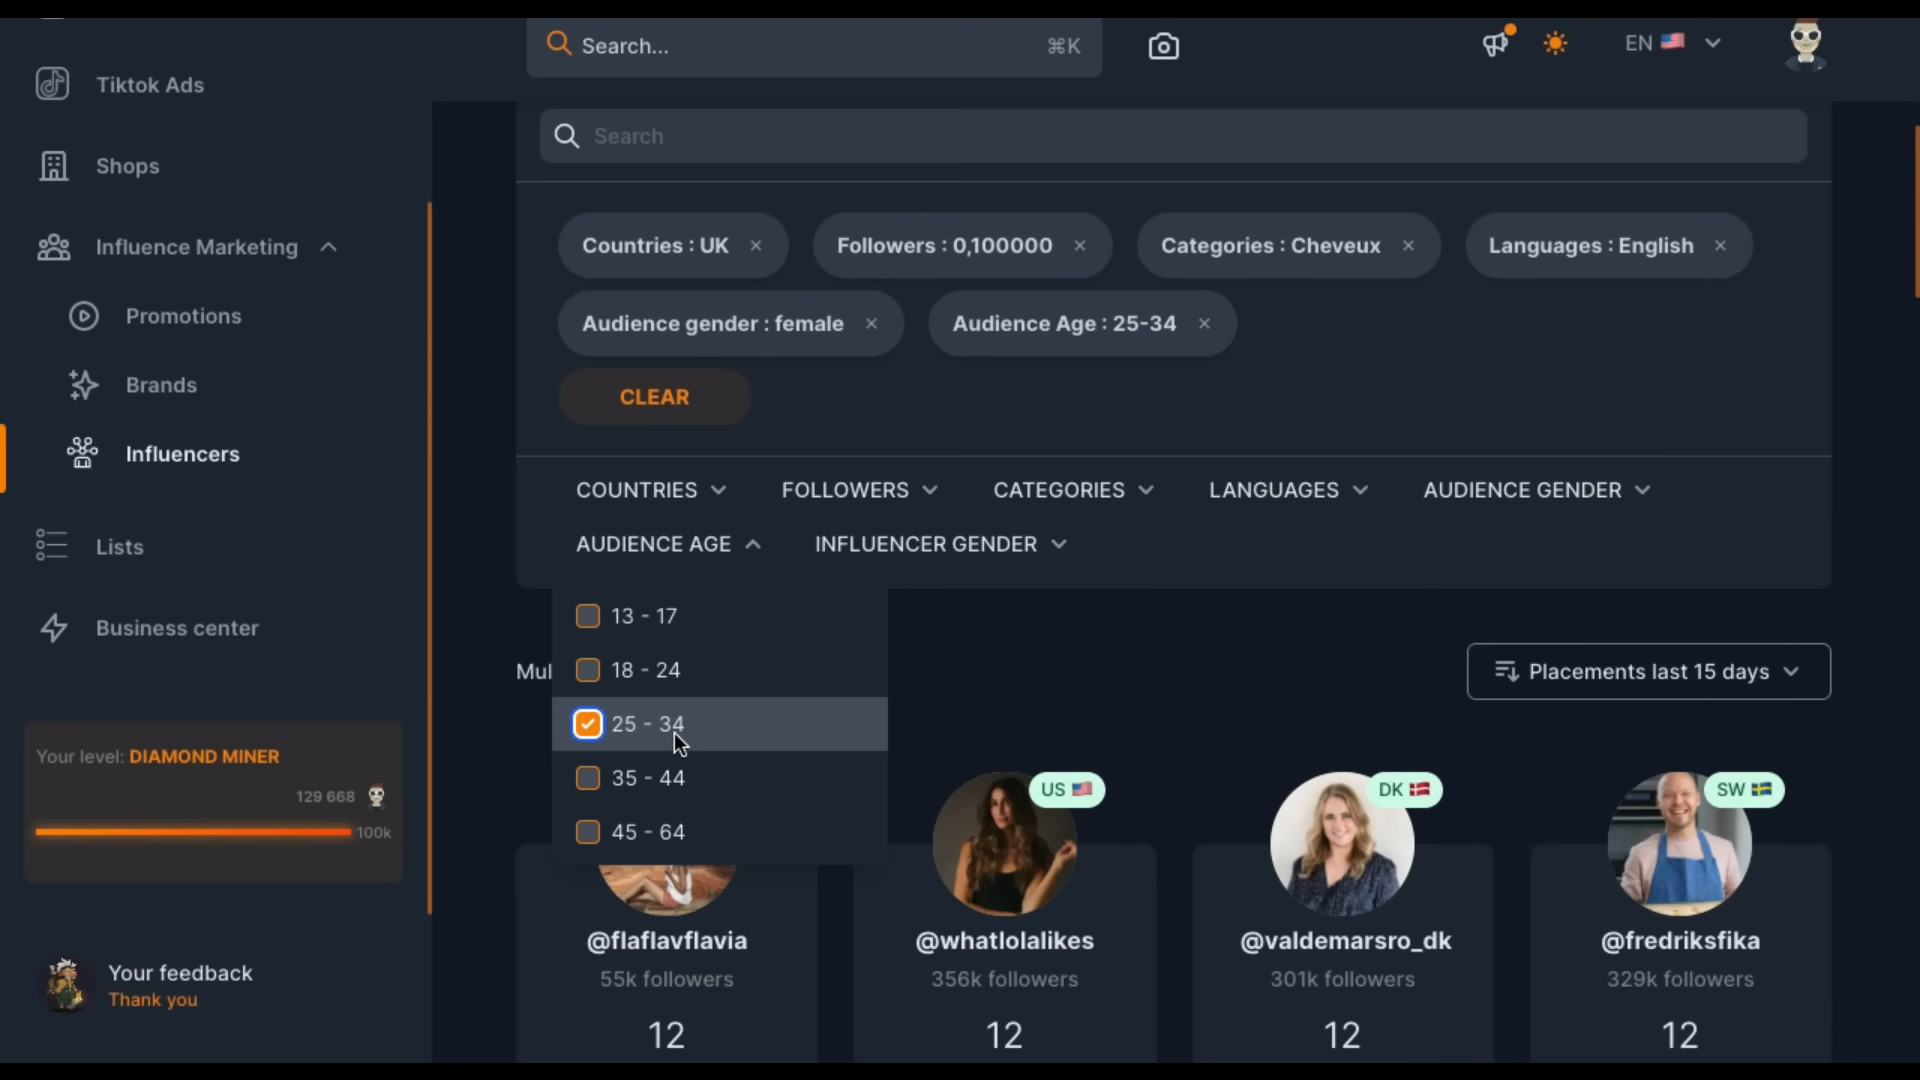 Search...
⌘K
EN
Tiktok Ads
Shops
Influence Marketing
Promotions
Brands
Influencers
Lists
Business center
Your level: DIAMOND MINER
129 668
100k
Your feedback
Thank you
Search
Countries : UK ×
Followers : 0,100000 ×
Categories : Cheveux ×
Languages : English ×
Audience gender : female ×
Audience Age : 25-34 ×
CLEAR
COUNTRIES
FOLLOWERS
CATEGORIES
LANGUAGES
AUDIENCE GENDER
AUDIENCE AGE
INFLUENCER GENDER
13 - 17
18 - 24
25 - 34
35 - 44
45 - 64
Mul
Placements last 15 days
US
DK
SW
@flaflavflavia
55k followers
12
@whatlolalikes
356k followers
12
@valdemarsro_dk
301k followers
12
@fredriksfika
329k followers
12